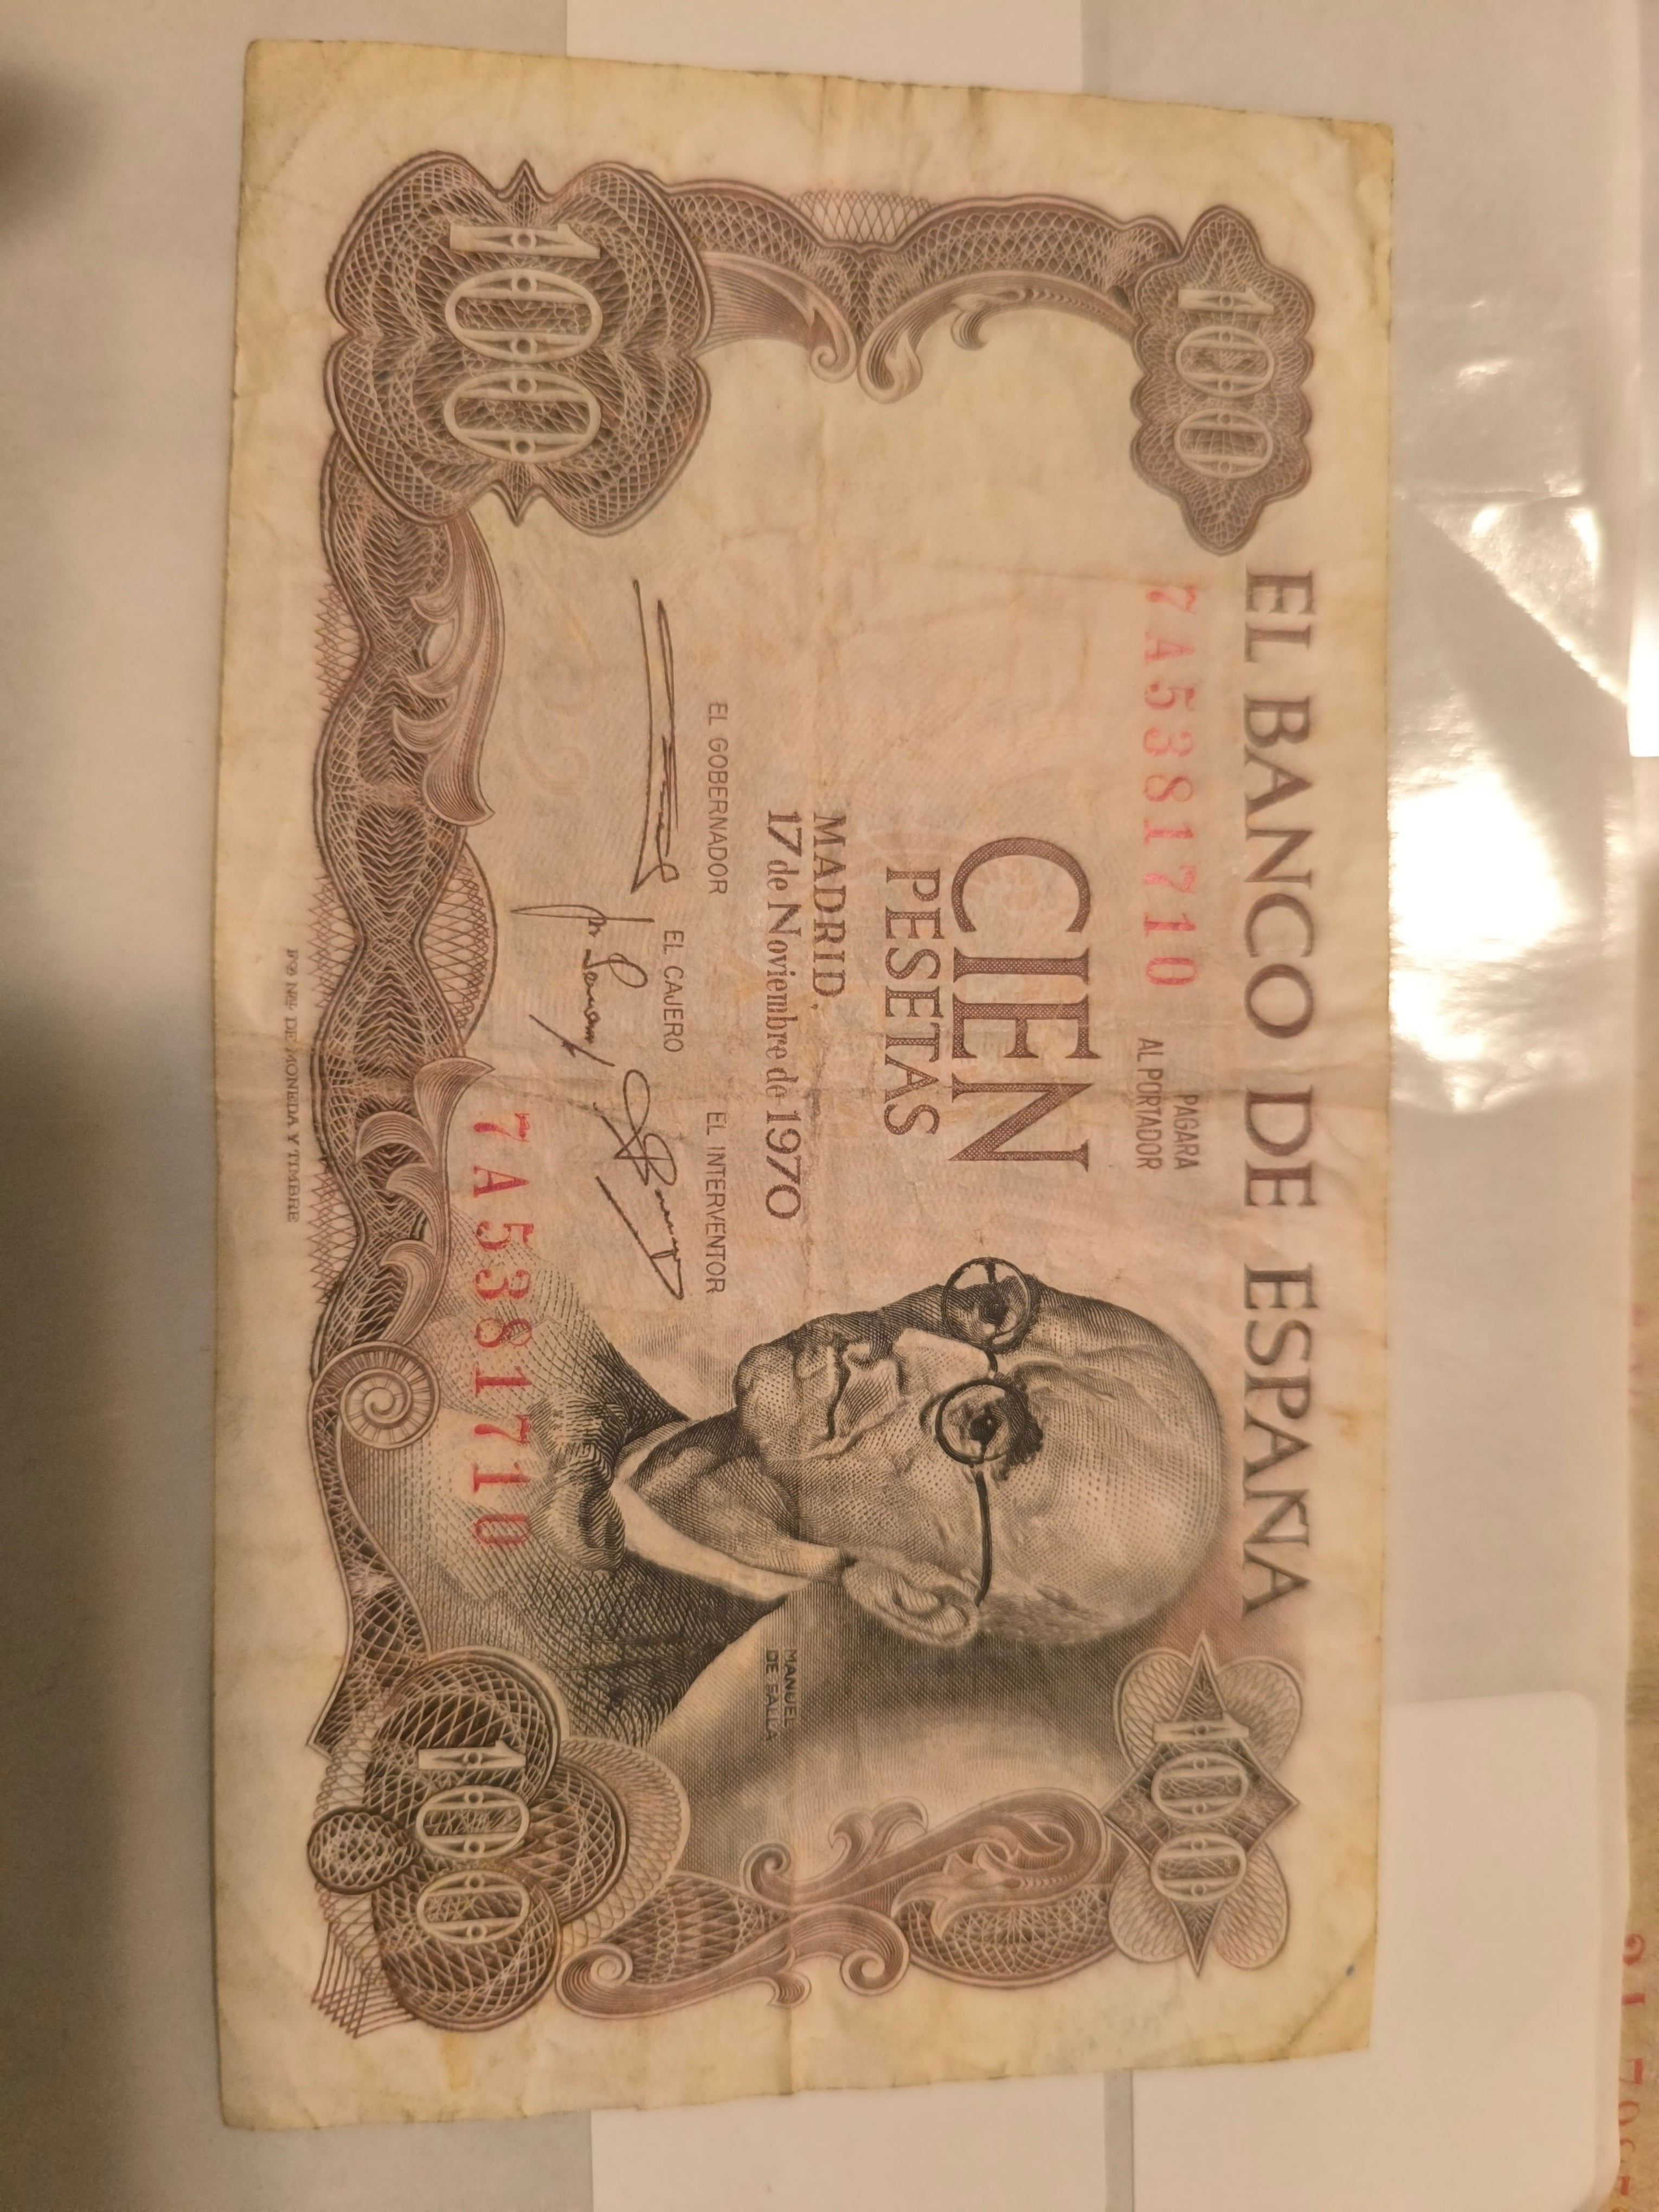 100
EL BANCO DE ESPAÑA
100
7A5381710
PAGARA
AL PORTADOR
CIEN
PESETAS
MADRID,
17 de Noviembre de 1970
EL GOBERNADOR
EL CAJERO
EL INTERVENTOR
MANUEL
DE FALLA
7A5381710
100
100
DE MONEDA Y TIMBRE